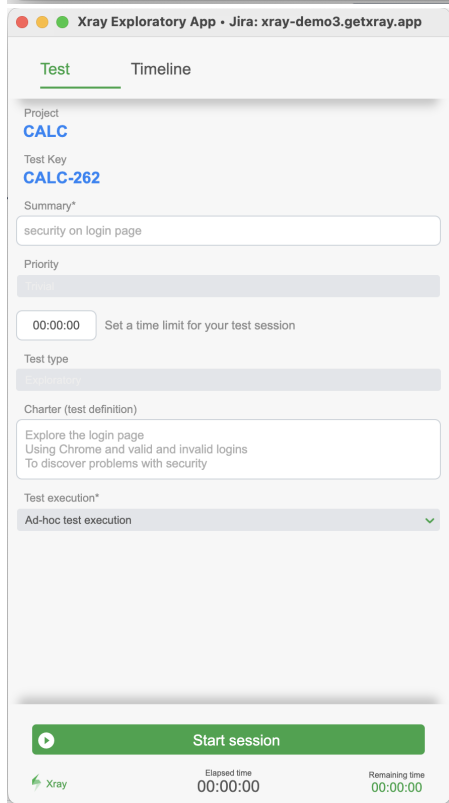 Xray Exploratory App • Jira: xray-demo3.getxray.app
Test Timeline
Project
CALC
Test Key
CALC-262
Summary*
security on login page
Priority
Trivial
00:00:00 Set a time limit for your test session
Test type
Exploratory
Charter (test definition)
Explore the login page
Using Chrome and valid and invalid logins
To discover problems with security
Test execution*
Ad-hoc test execution
Start session
Xray
Elapsed time
00:00:00
Remaining time
00:00:00